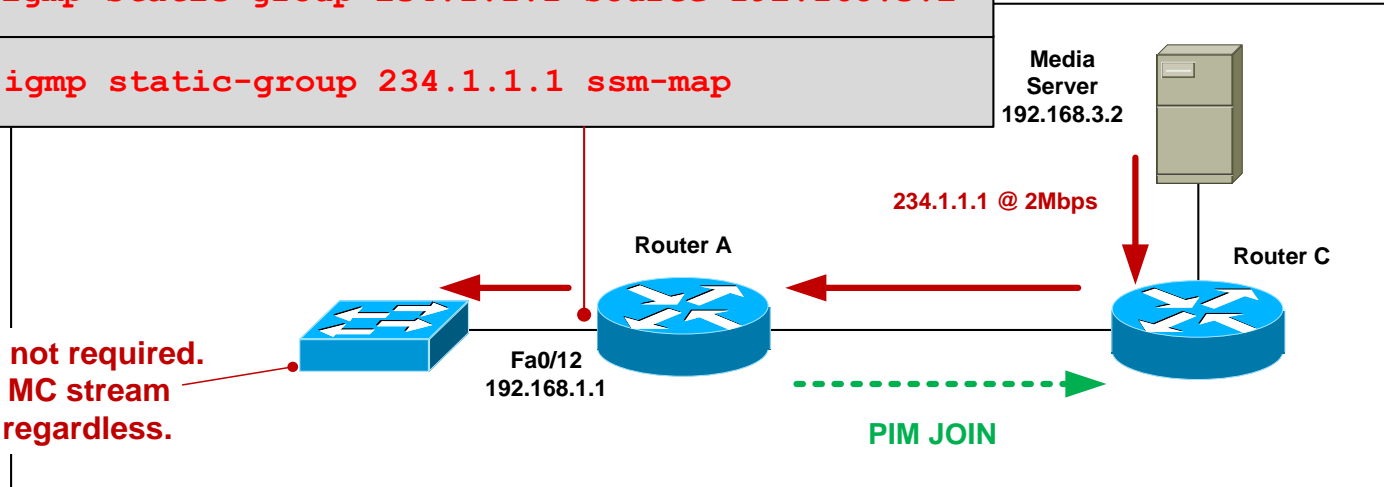 igmp static-group 234.1.1.1 ssm-map
Media
Server
192.168.3.2
234.1.1.1 @ 2Mbps
Router A
Router C
Fa0/12
192.168.1.1
not required.
MC stream
regardless.
PIM JOIN